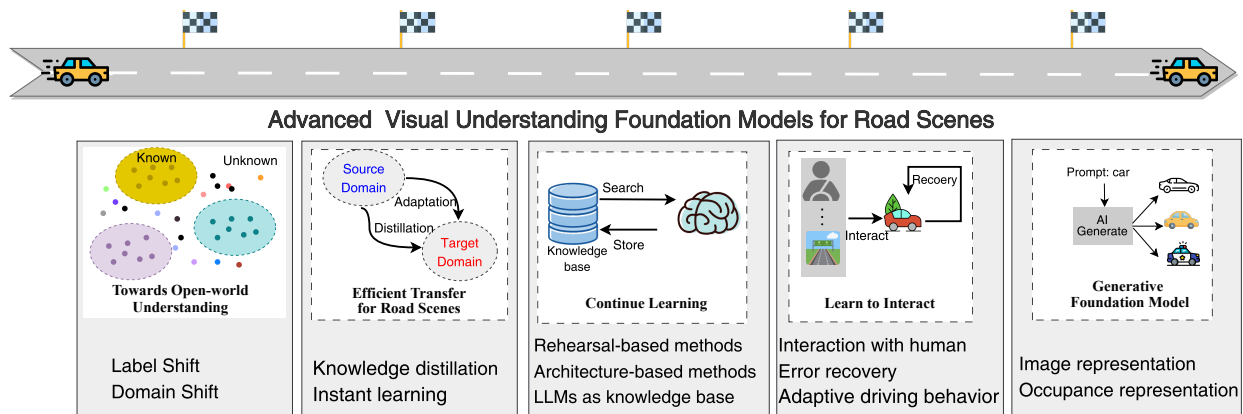 Advanced Visual Understanding Foundation Models for Road Scenes
Known
Unknown
Towards Open-world
Understanding
Label Shift
Domain Shift
Source
Domain
Adaptation
Distillation
Target
Domain
Efficient Transfer
for Road Scenes
Knowledge distillation
Instant learning
Search
Store
Knowledge
base
Continue Learning
Rehearsal-based methods
Architecture-based methods
LLMs as knowledge base
Recoery
Interact
Learn to Interact
Interaction with human
Error recovery
Adaptive driving behavior
Prompt: car
AI
Generate
Generative
Foundation Model
Image representation
Occupance representation